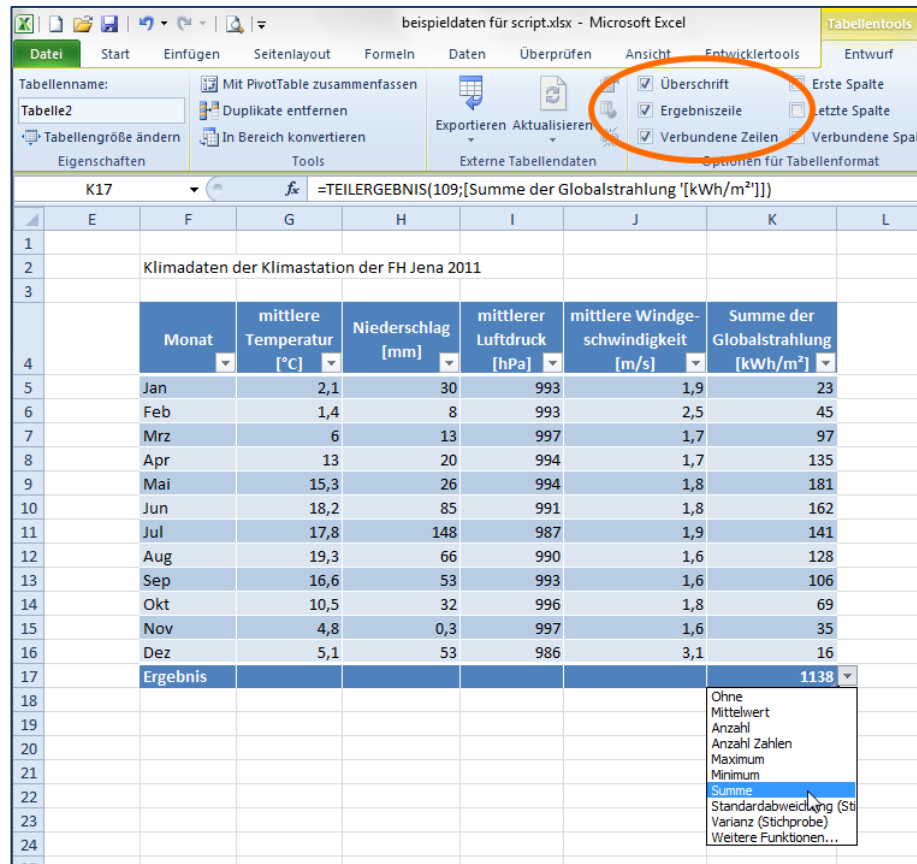 beispieldaten für script.xlsx - Microsoft Excel
Tabellentools
Datei Start Einfügen Seitenlayout Formeln Daten Überprüfen Ansicht Entwicklertools Entwurf
Tabellenname:
Tabelle2
Tabellengröße ändern
Eigenschaften
Mit PivotTable zusammenfassen
Duplikate entfernen
In Bereich konvertieren
Tools
Exportieren Aktualisieren
Externe Tabellendaten
Überschrift
Ergebniszeile
Verbundene Zeilen
Erste Spalte
Letzte Spalte
Verbundene Spal
Optionen für Tabellenformat
K17 fx =TEILERGEBNIS(109;[Summe der Globalstrahlung '[kWh/m²']])
E F G H I J K L
1
2 Klimadaten der Klimastation der FH Jena 2011
3
4 Monat mittlere Temperatur [°C] Niederschlag [mm] mittlerer Luftdruck [hPa] mittlere Windge-schwindigkeit [m/s] Summe der Globalstrahlung [kWh/m²]
5 Jan 2,1 30 993 1,9 23
6 Feb 1,4 8 993 2,5 45
7 Mrz 6 13 997 1,7 97
8 Apr 13 20 994 1,7 135
9 Mai 15,3 26 994 1,8 181
10 Jun 18,2 85 991 1,8 162
11 Jul 17,8 148 987 1,9 141
12 Aug 19,3 66 990 1,6 128
13 Sep 16,6 53 993 1,6 106
14 Okt 10,5 32 996 1,8 69
15 Nov 4,8 0,3 997 1,6 35
16 Dez 5,1 53 986 3,1 16
17 Ergebnis 1138
18
19
20
21
22
23
24
Ohne
Mittelwert
Anzahl
Anzahl Zahlen
Maximum
Minimum
Summe
Standardabweichung (Sti
Varianz (Stichprobe)
Weitere Funktionen...